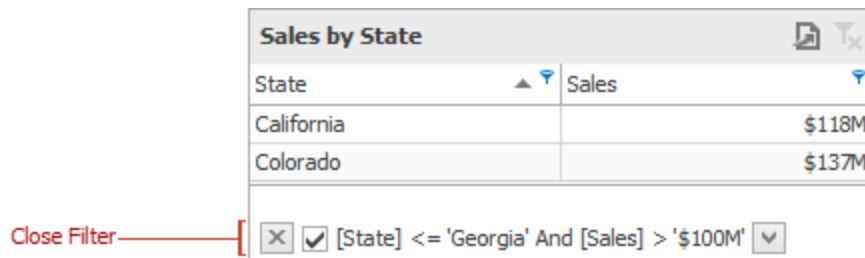 Sales by State
State Sales
California $118M
Colorado $137M
Close Filter [State] <= 'Georgia' And [Sales] > '$100M'